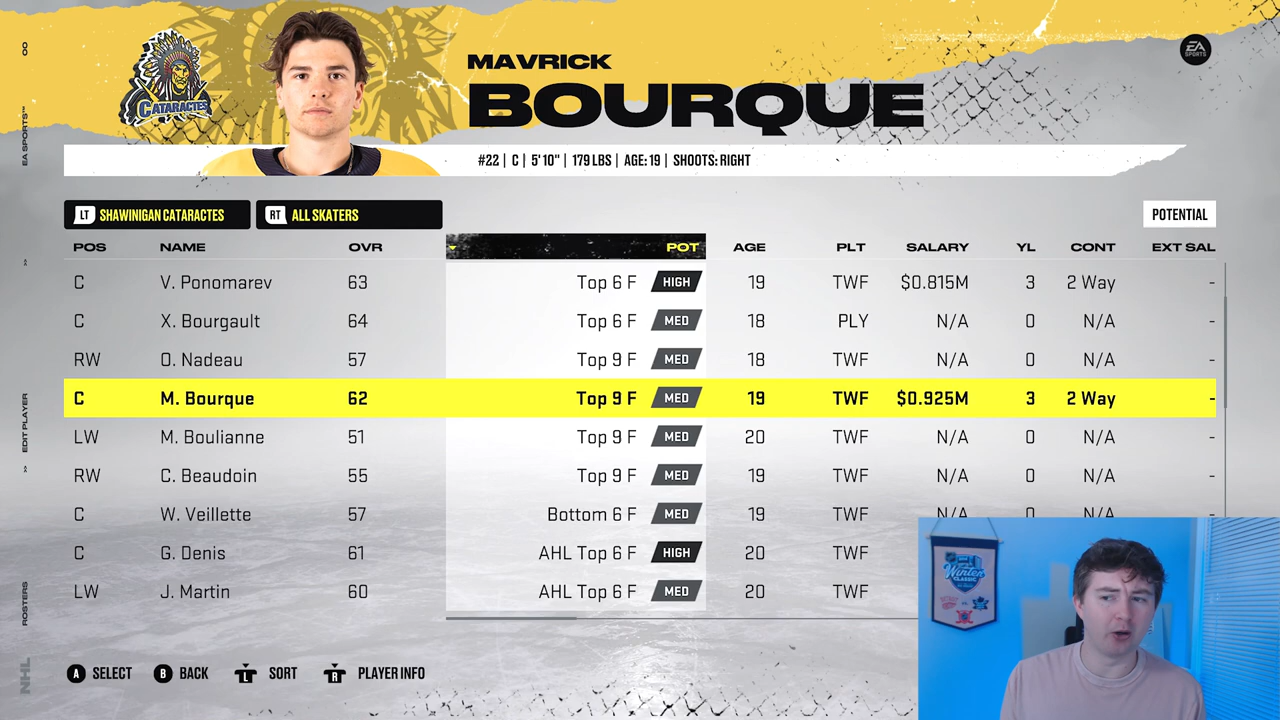 MAVRICK
BOURQUE
CATARACTES
EA SPORTS
#22 | C | 5' 10" | 179 LBS | AGE: 19 | SHOOTS: RIGHT
EA SPORTS™ >> EDIT PLAYER >> ROSTERS NHL
LT SHAWINIGAN CATARACTES RT ALL SKATERS POTENTIAL
POS NAME OVR POT AGE PLT SALARY YL CONT EXT SAL
C V. Ponomarev 63 Top 6 F HIGH 19 TWF $0.815M 3 2 Way -
C X. Bourgault 64 Top 6 F MED 18 PLY N/A 0 N/A -
RW O. Nadeau 57 Top 9 F MED 18 TWF N/A 0 N/A -
C M. Bourque 62 Top 9 F MED 19 TWF $0.925M 3 2 Way -
LW M. Boulianne 51 Top 9 F MED 20 TWF N/A 0 N/A -
RW C. Beaudoin 55 Top 9 F MED 19 TWF N/A 0 N/A -
C W. Veillette 57 Bottom 6 F MED 19 TWF N/A 0 N/A -
C G. Denis 61 AHL Top 6 F HIGH 20 TWF
LW J. Martin 60 AHL Top 6 F MED 20 TWF
Winter
CLASSIC
A SELECT B BACK L SORT R PLAYER INFO